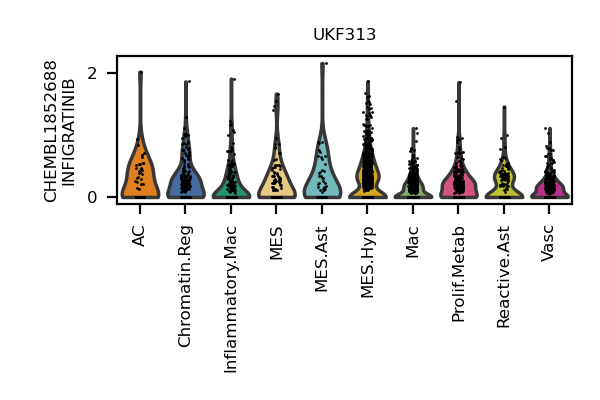 UKF313
CHEMBL1852688
INFIGRATINIB
2
0
AC
Chromatin.Reg
Inflammatory.Mac
MES
MES.Ast
MES.Hyp
Mac
Prolif.Metab
Reactive.Ast
Vasc